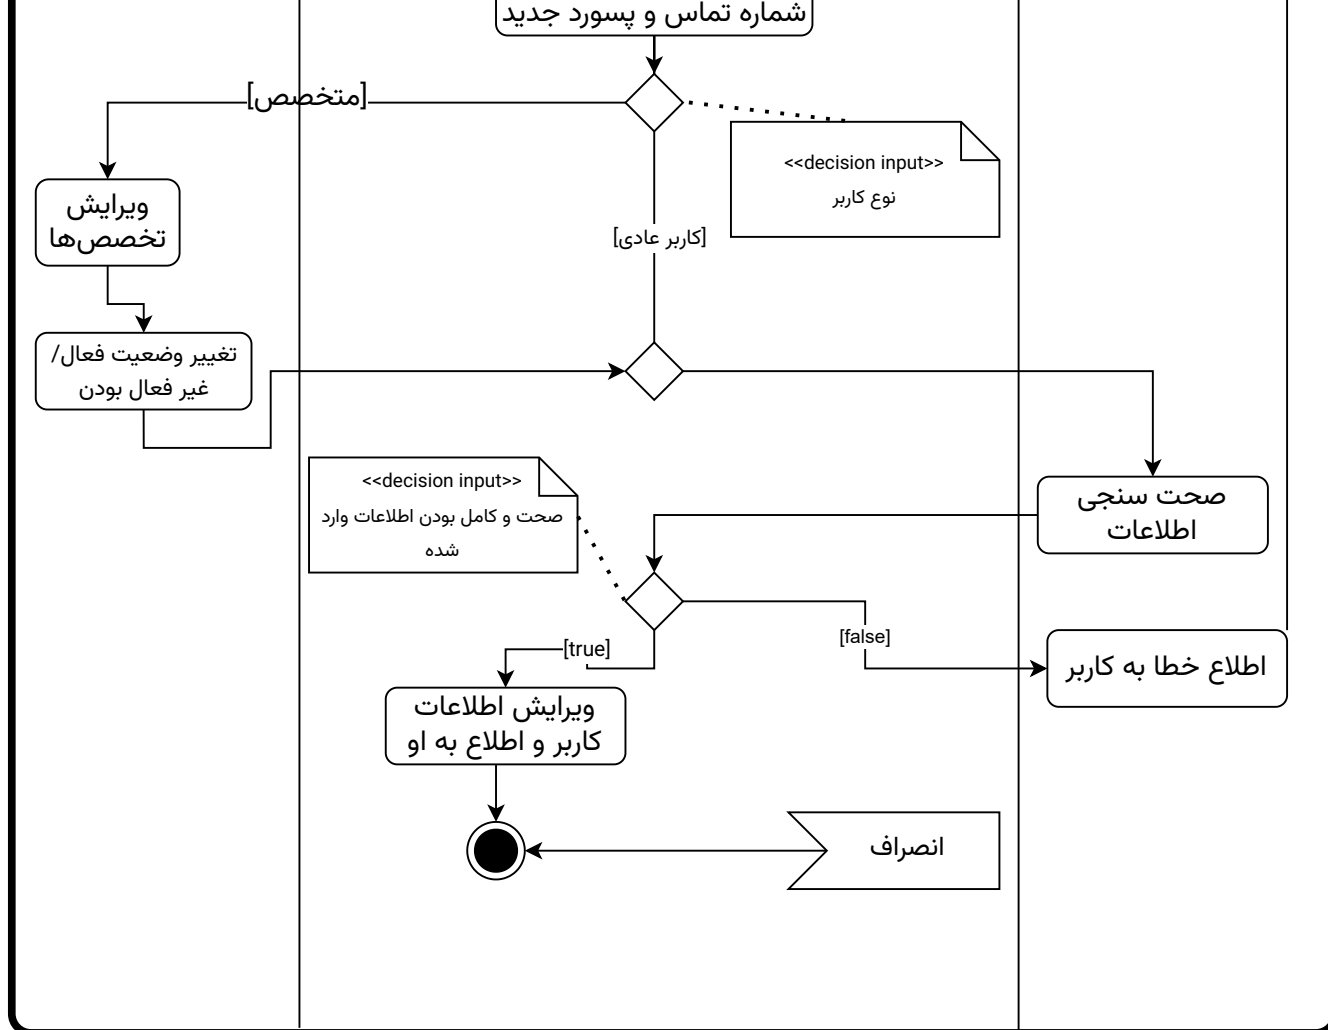 شماره تماس و پسورد جدید
[متخصص]
<<decision input>>
نوع کاربر
ویرایش
تخصص‌ها
[کاربر عادی]
تغییر وضعیت فعال/
غیر فعال بودن
<<decision input>>
صحت و کامل بودن اطلاعات وارد
شده
صحت سنجی
اطلاعات
[false]
[true]
اطلاع خطا به کاربر
ویرایش اطلاعات
کاربر و اطلاع به او
انصراف